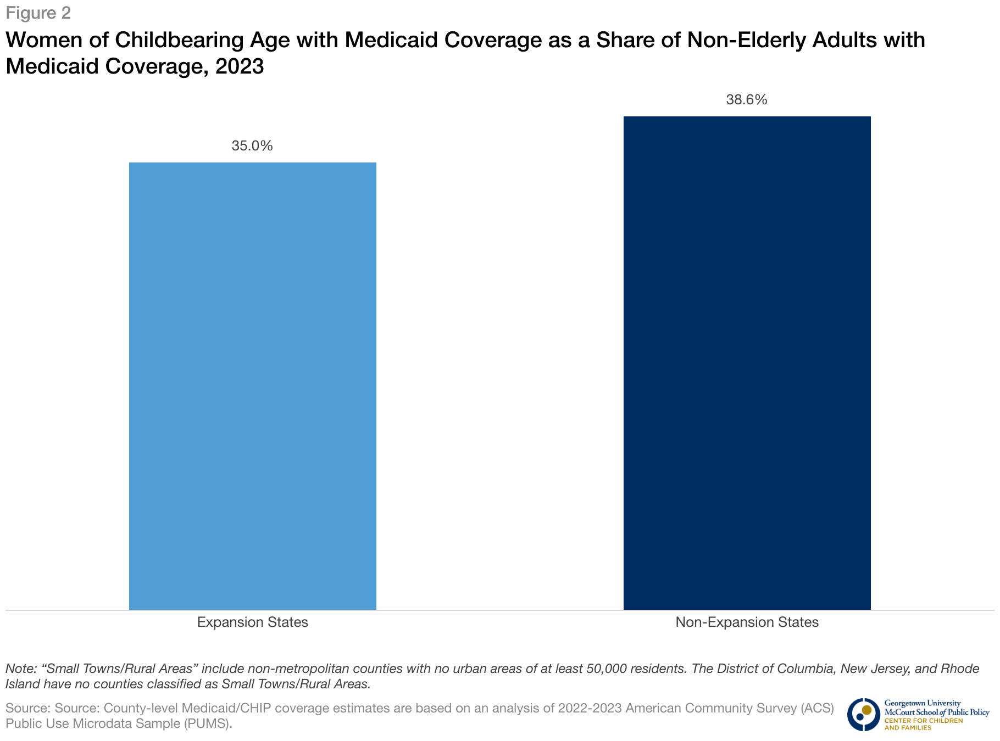 Figure 2
Women of Childbearing Age with Medicaid Coverage as a Share of Non-Elderly Adults with
Medicaid Coverage, 2023
38.6%
35.0%
Expansion States
Non-Expansion States
Note: “Small Towns/Rural Areas” include non-metropolitan counties with no urban areas of at least 50,000 residents. The District of Columbia, New Jersey, and Rhode
Island have no counties classified as Small Towns/Rural Areas.
Source: Source: County-level Medicaid/CHIP coverage estimates are based on an analysis of 2022-2023 American Community Survey (ACS)
Public Use Microdata Sample (PUMS).
Georgetown University
McCourt School of Public Policy
CENTER FOR CHILDREN
AND FAMILIES